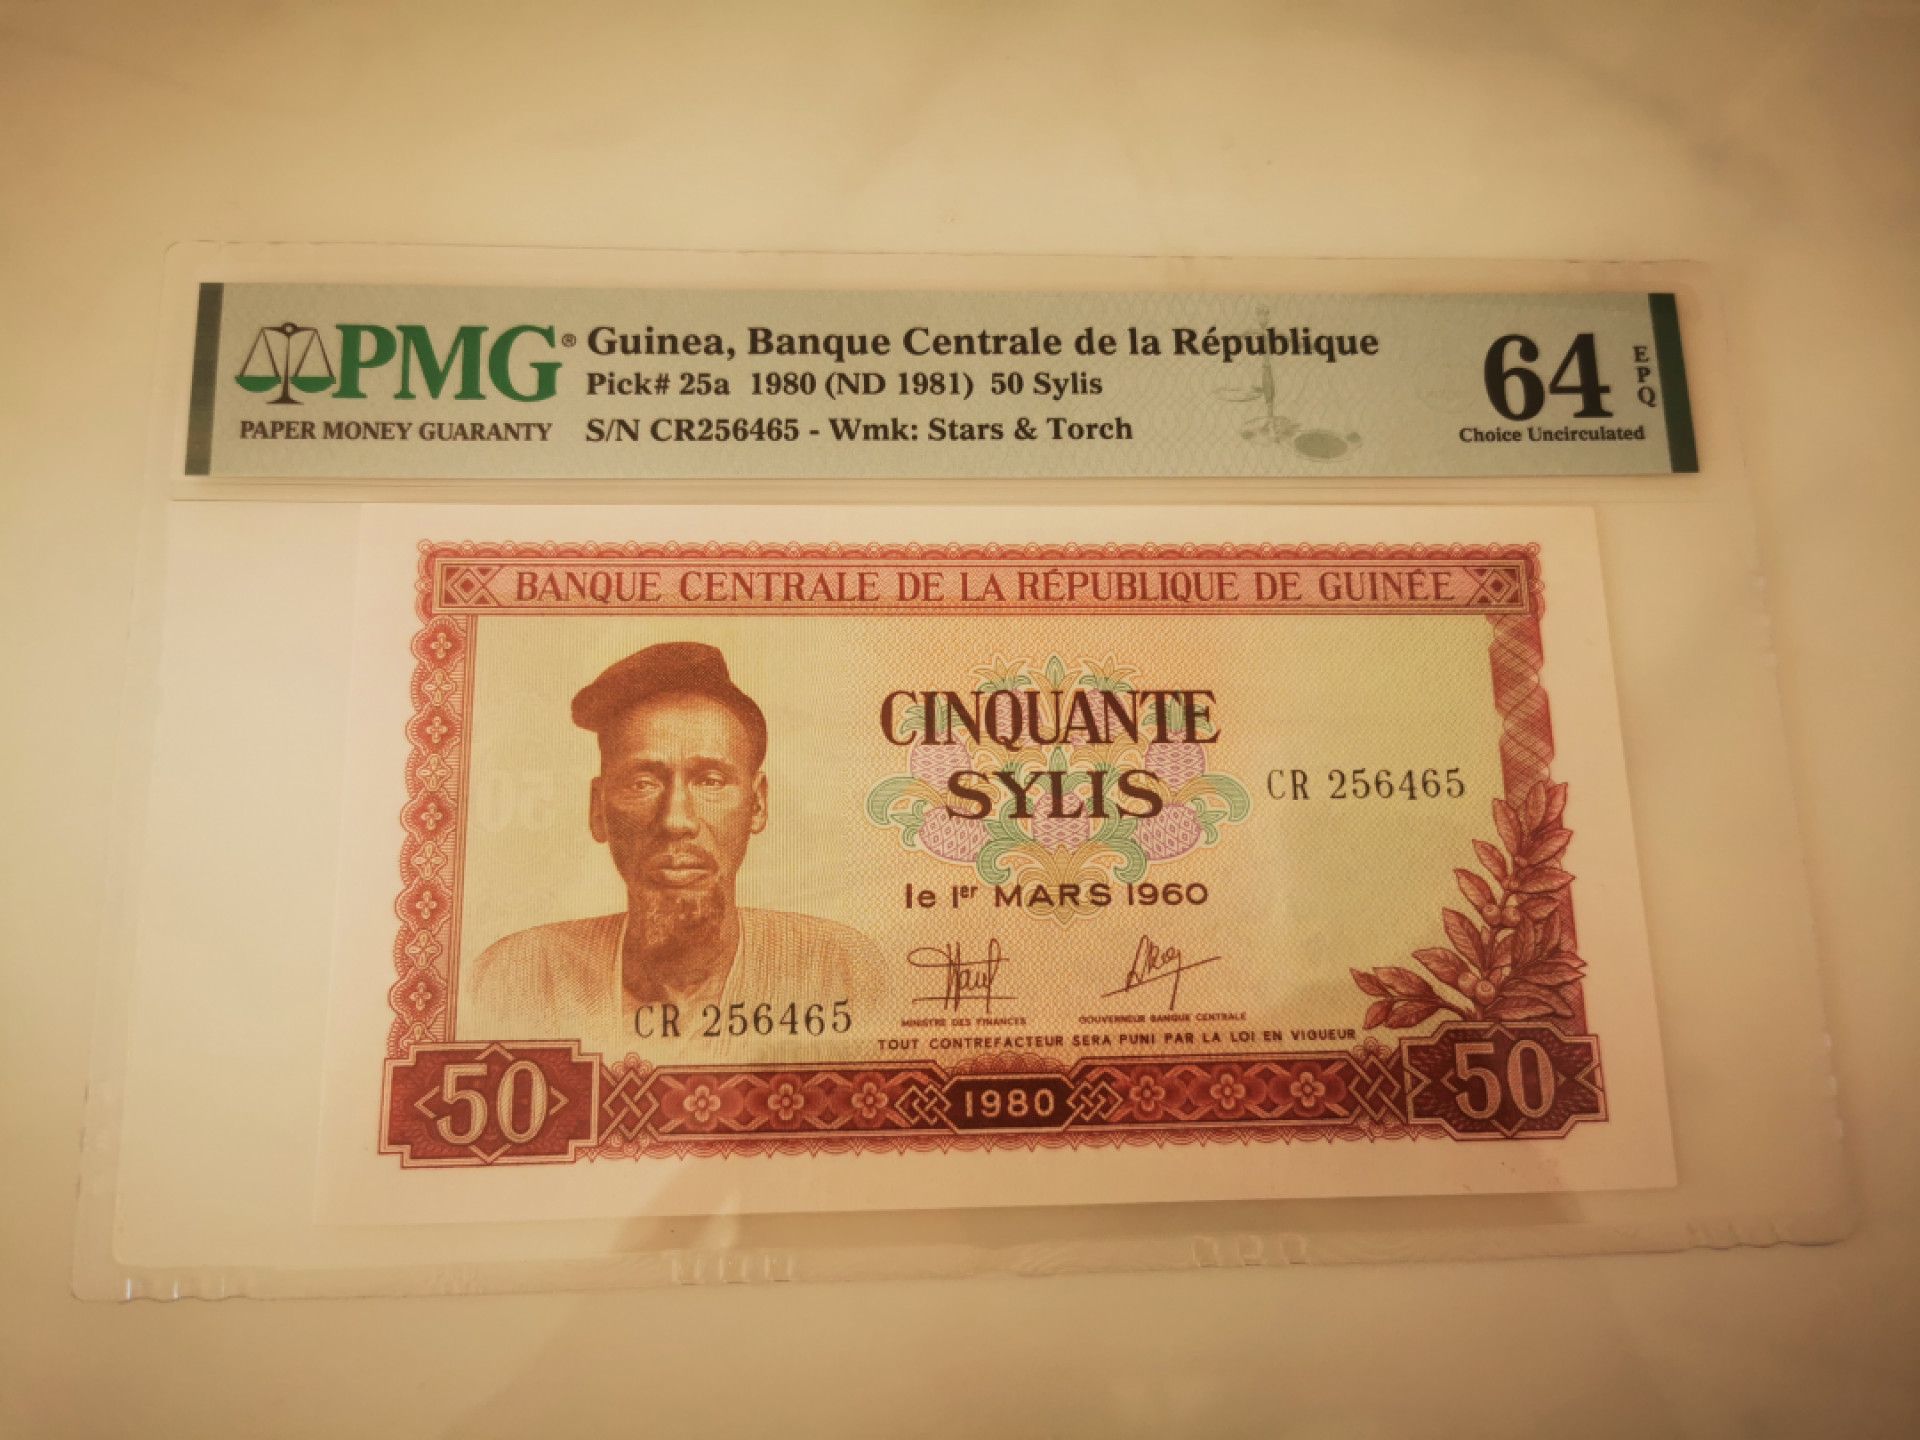 PMG®
PAPER MONEY GUARANTY
Guinea, Banque Centrale de la République
Pick# 25a 1980 (ND 1981) 50 Sylis
S/N CR256465 - Wmk: Stars & Torch
64
EPQ
Choice Uncirculated
BANQUE CENTRALE DE LA RÉPUBLIQUE DE GUINÉE
CINQUANTE
SYLIS
CR 256465
le 1er MARS 1960
CR 256465
MINISTRE DES FINANCES
GOUVERNEUR BANQUE CENTRALE
TOUT CONTREFACTEUR SERA PUNI PAR LA LOI EN VIGUEUR
50
1980
50